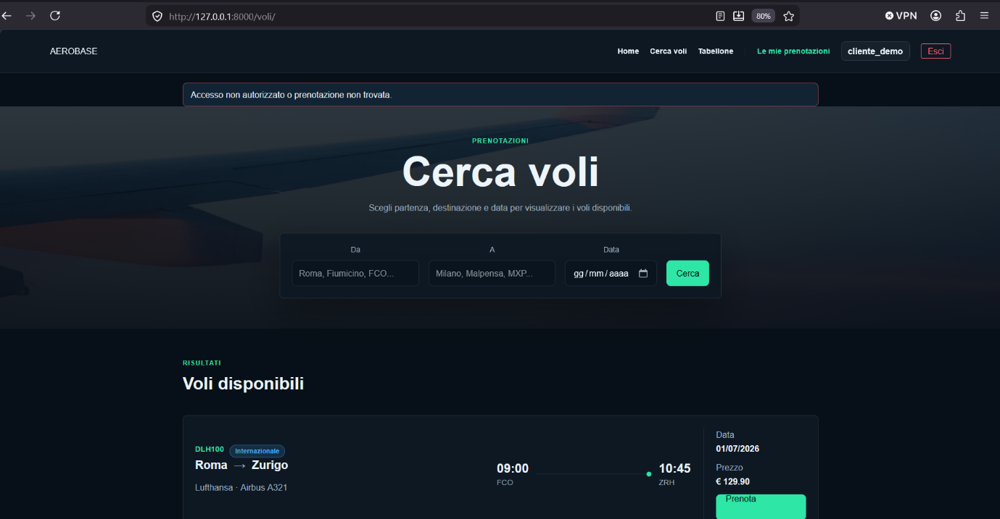 http://127.0.0.1:8000/voli/
80%
VPN
AEROBASE
Home Cerca voli Tabellone Le mie prenotazioni cliente_demo Esci
Accesso non autorizzato o prenotazione non trovata.
PRENOTAZIONI
Cerca voli
Scegli partenza, destinazione e data per visualizzare i voli disponibili.
Da A Data
Roma, Fiumicino, FCO... Milano, Malpensa, MXP... gg/mm/aaaa Cerca
RISULTATI
Voli disponibili
DLH100 Internazionale
Roma → Zurigo
Lufthansa · Airbus A321
09:00 10:45
FCO ZRH
Data
01/07/2026
Prezzo
€ 129.90
Prenota